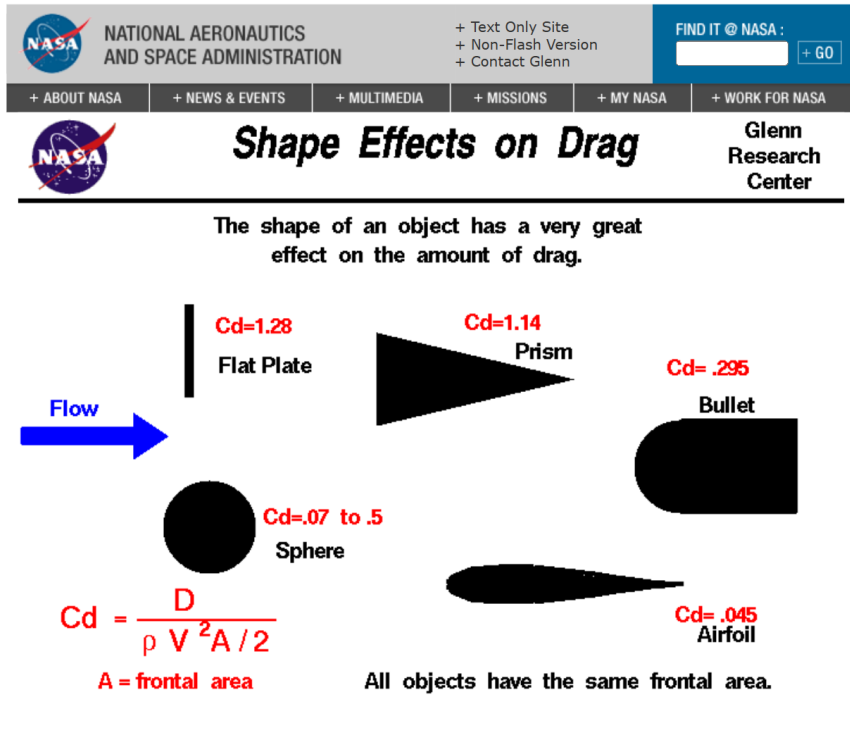 NASA
NATIONAL AERONAUTICS
AND SPACE ADMINISTRATION
+ Text Only Site
+ Non-Flash Version
+ Contact Glenn
FIND IT @ NASA :
+ GO
+ ABOUT NASA
+ NEWS & EVENTS
+ MULTIMEDIA
+ MISSIONS
+ MY NASA
+ WORK FOR NASA
NASA
Shape Effects on Drag
Glenn
Research
Center
The shape of an object has a very great
effect on the amount of drag.
Cd=1.28
Flat Plate
Cd=1.14
Prism
Cd= .295
Bullet
Flow
Cd=.07 to .5
Sphere
Cd= .045
Airfoil
Cd = D / ρ V ² A / 2
A = frontal area
All objects have the same frontal area.